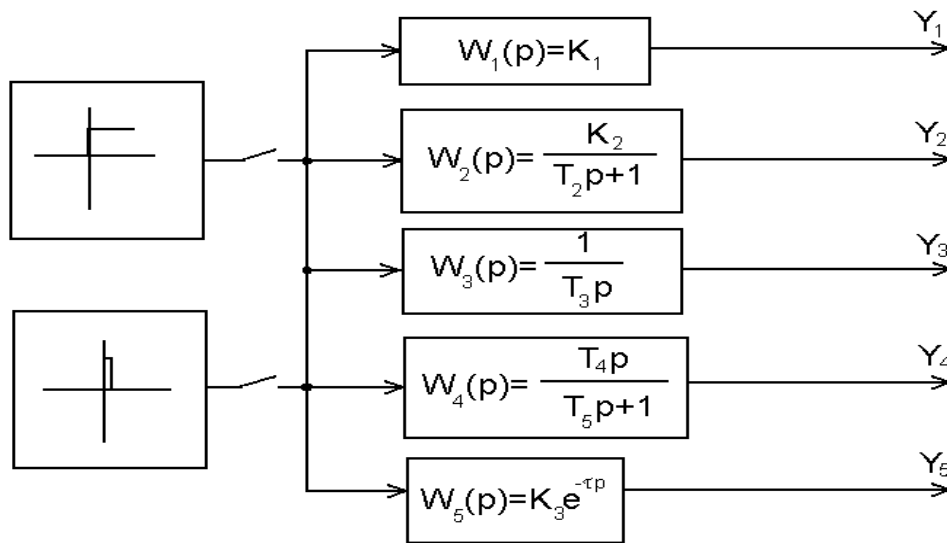 W₁(p)=K₁
Y₁
W₂(p)=K₂/T₂p+1
Y₂
W₃(p)=1/T₃p
Y₃
W₄(p)=T₄p/T₅p+1
Y₄
W₅(p)=K₃e^-τp
Y₅